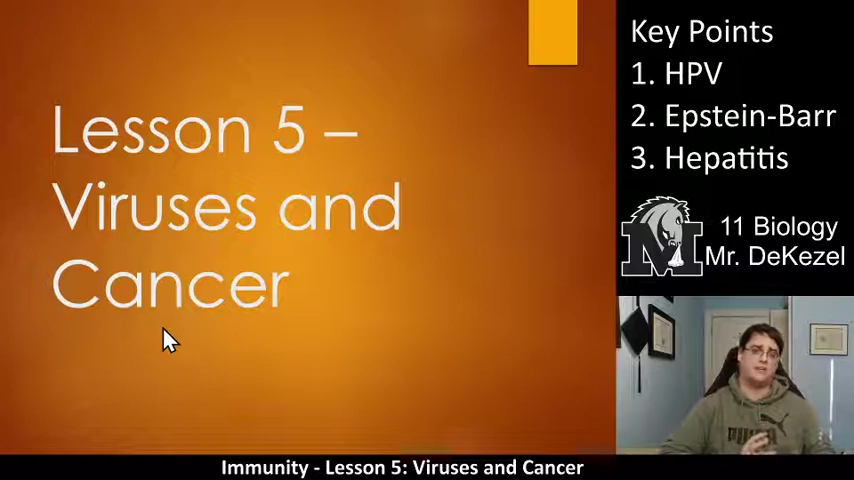 Lesson 5 –
Viruses and
Cancer
Key Points
1. HPV
2. Epstein-Barr
3. Hepatitis
M
11 Biology
Mr. DeKezel
PUMA
Immunity - Lesson 5: Viruses and Cancer